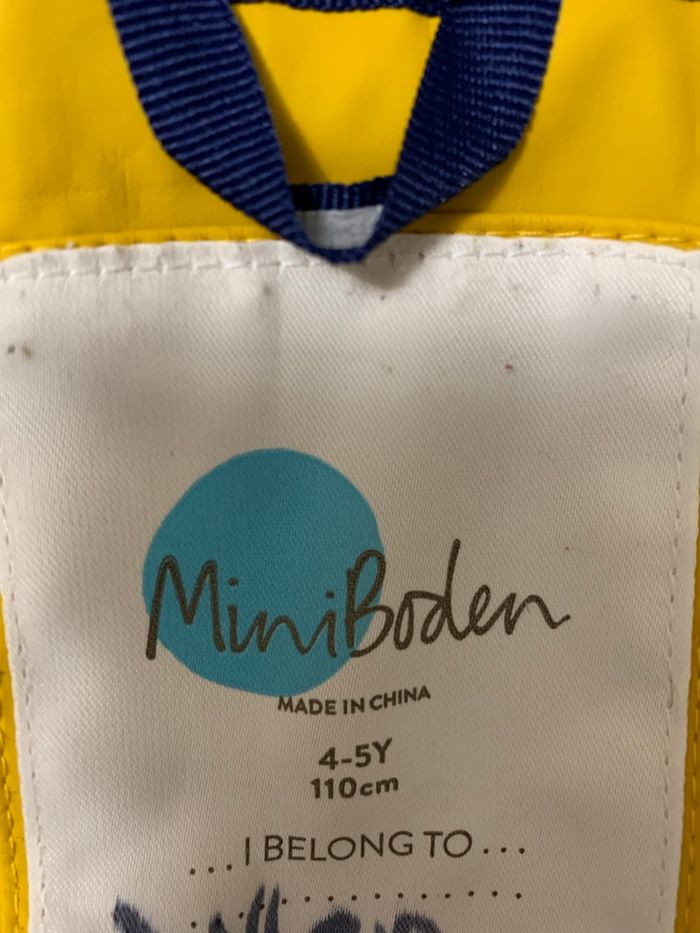 MiniBoden
MADE IN CHINA
4-5Y
110cm
...I BELONG TO...